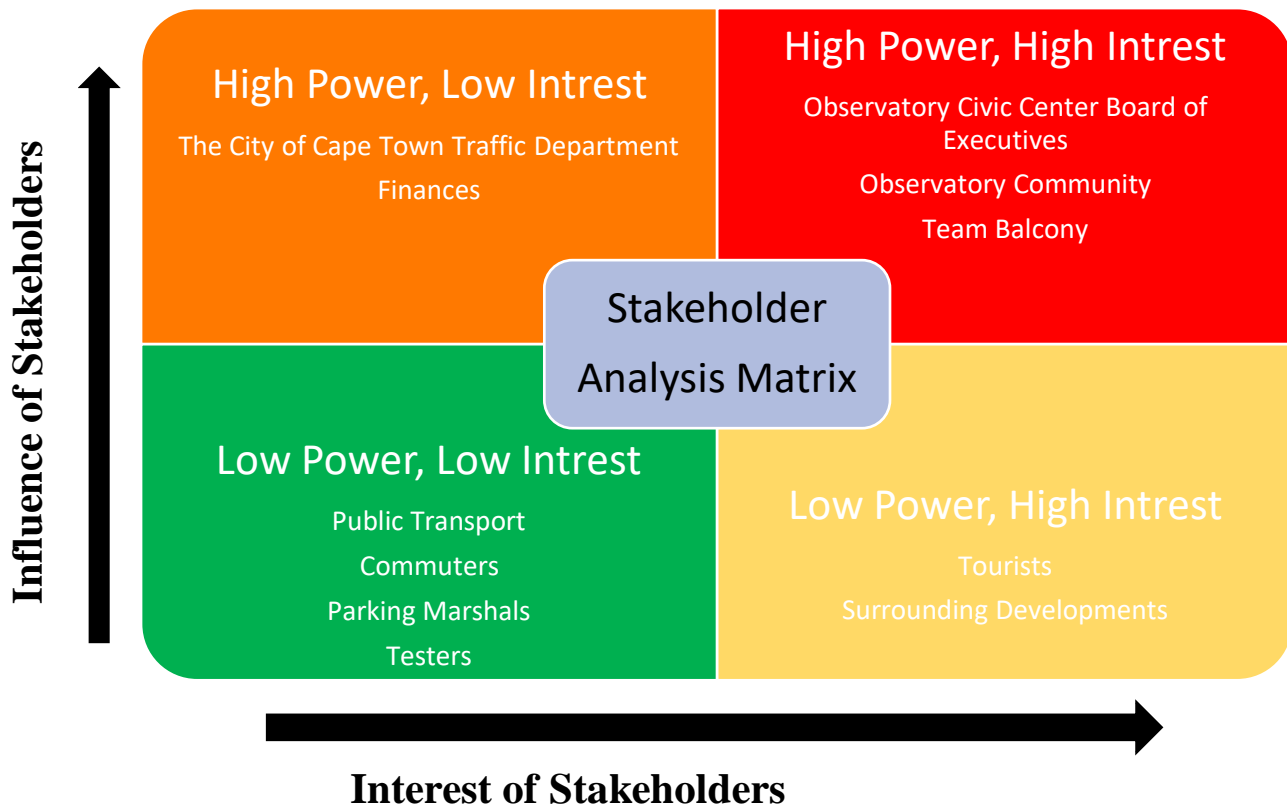 Influence of Stakeholders
High Power, Low Intrest
The City of Cape Town Traffic Department
Finances
High Power, High Intrest
Observatory Civic Center Board of
Executives
Observatory Community
Team Balcony
Stakeholder
Analysis Matrix
Low Power, Low Intrest
Public Transport
Commuters
Parking Marshals
Testers
Low Power, High Intrest
Tourists
Surrounding Developments
Interest of Stakeholders